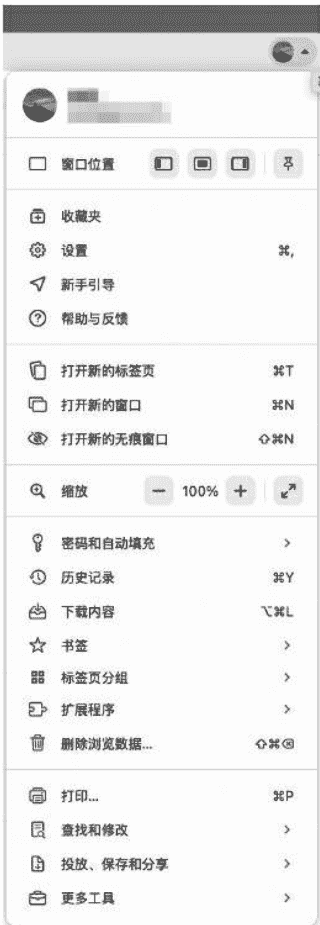 窗口位置
收藏夹
设置 ⌘,
新手引导
帮助与反馈
打开新的标签页 ⌘T
打开新的窗口 ⌘N
打开新的无痕窗口 ⇧⌘N
缩放 − 100% +
密码和自动填充 >
历史记录 ⌘Y
下载内容 ⌥⌘L
书签 >
标签页分组 >
扩展程序 >
删除浏览数据... ⇧⌘⌫
打印... ⌘P
查找和修改 >
投放、保存和分享 >
更多工具 >